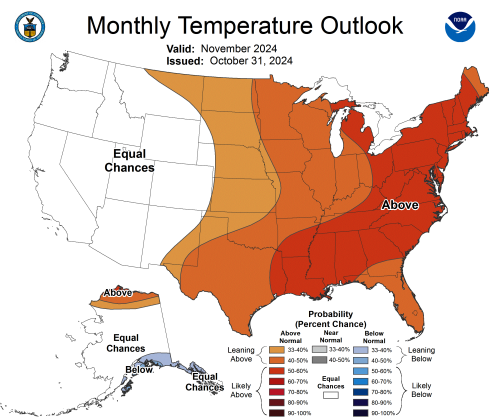 Monthly Temperature Outlook
NOAA
Valid: November 2024
Issued: October 31, 2024
Equal
Chances
Above
Above
Equal
Chances
Below
Equal
Chances
Probability
(Percent Chance)
Above
Normal
Near
Normal
Below
Normal
Leaning
Above
33-40%
33-40%
33-40%
Leaning
Below
40-50%
40-50%
40-50%
50-60%
50-60%
Likely
Above
60-70%
Equal
Chances
60-70%
Likely
Below
70-80%
70-80%
80-90%
80-90%
90-100%
90-100%